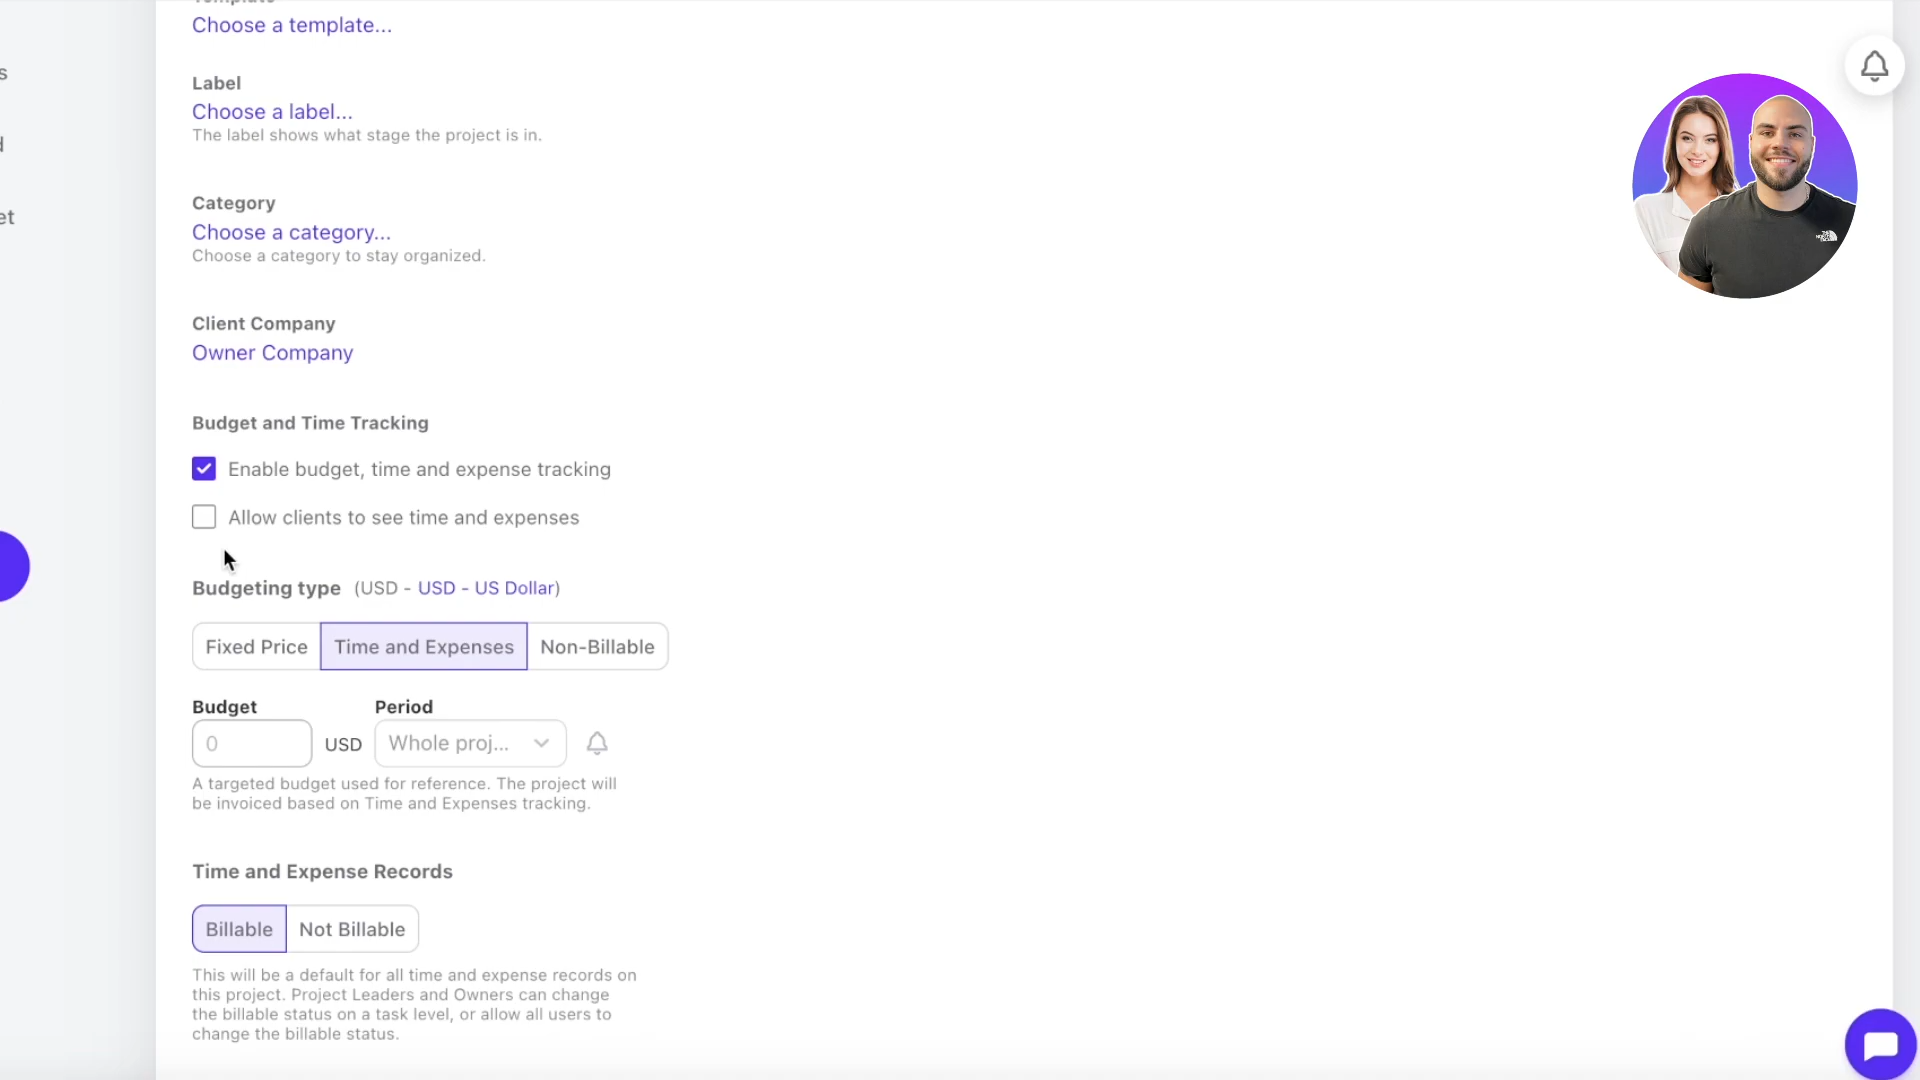 Choose a template...
s
Label
Choose a label...
The label shows what stage the project is in.
Category
et
Choose a category...
Choose a category to stay organized.
Client Company
Owner Company
Budget and Time Tracking
Enable budget, time and expense tracking
Allow clients to see time and expenses
Budgeting type (USD - USD - US Dollar)
Fixed Price Time and Expenses Non-Billable
Budget Period
0 USD Whole proj...
A targeted budget used for reference. The project will
be invoiced based on Time and Expenses tracking.
Time and Expense Records
Billable Not Billable
This will be a default for all time and expense records on
this project. Project Leaders and Owners can change
the billable status on a task level, or allow all users to
change the billable status.